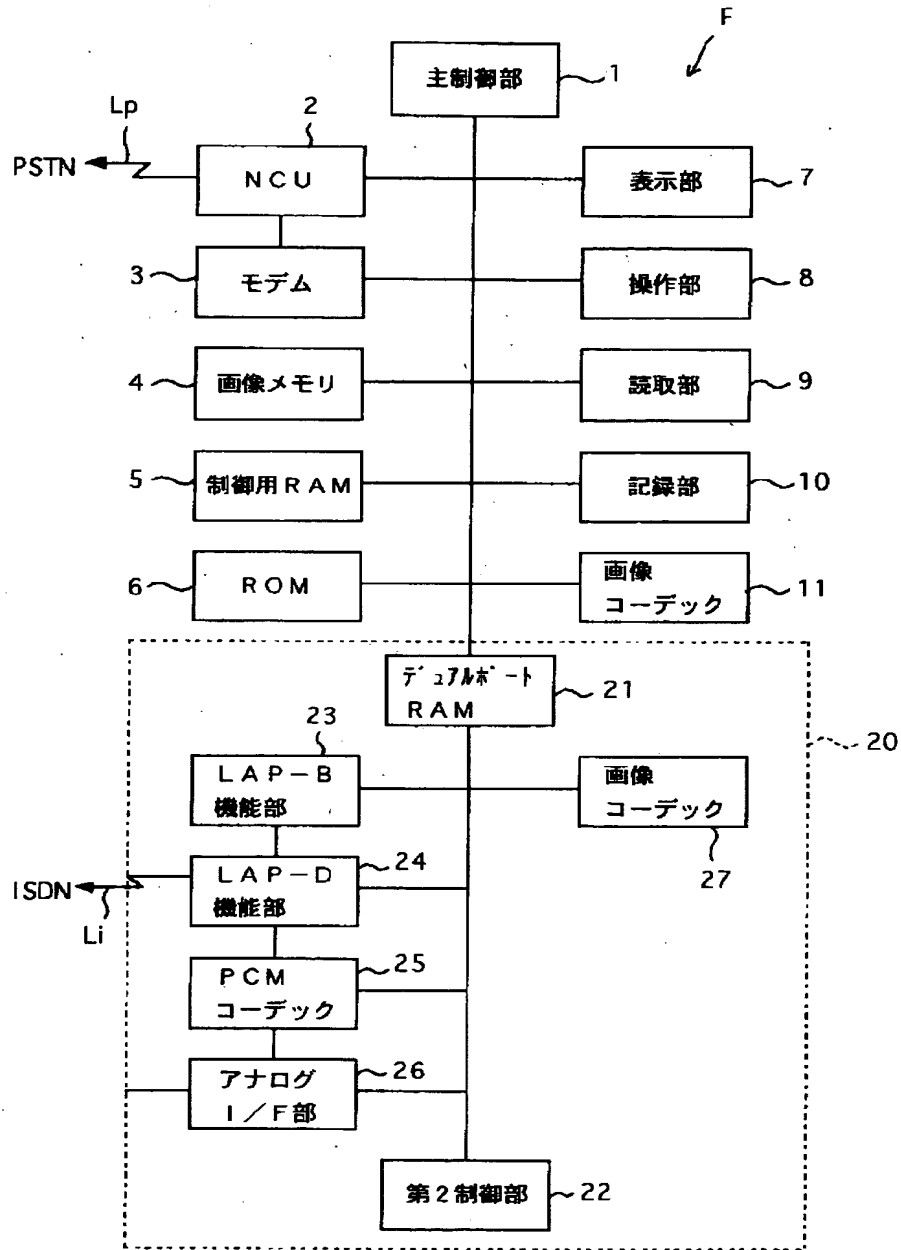 F
主制御部
1
Lp
2
PSTN
NCU
表示部
7
3
モデム
操作部
8
4
画像メモリ
読取部
9
5
制御用RAM
記録部
10
6
ROM
画像
コーデック
11
デュアルポート
RAM
21
20
23
LAP-B
機能部
画像
コーデック
27
ISDN
Li
LAP-D
機能部
24
PCM
コーデック
25
アナログ
I/F部
26
第2制御部
22